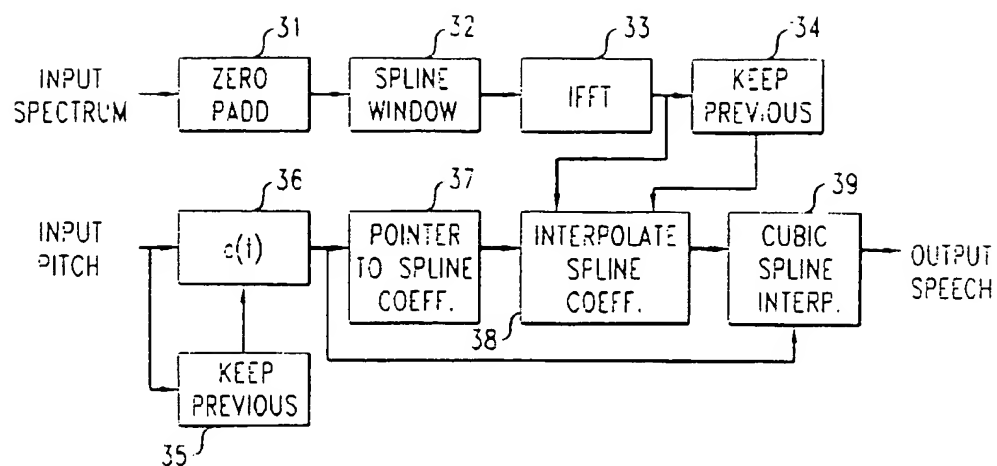 31
32
33
34
INPUT
SPECTRUM
ZERO
PADD
SPLINE
WINDOW
IFFT
KEEP
PREVIOUS
36
37
39
INPUT
PITCH
c(t)
POINTER
TO SPLINE
COEFF.
INTERPOLATE
SPLINE
COEFF.
CUBIC
SPLINE
INTERP.
OUTPUT
SPEECH
38
KEEP
PREVIOUS
35